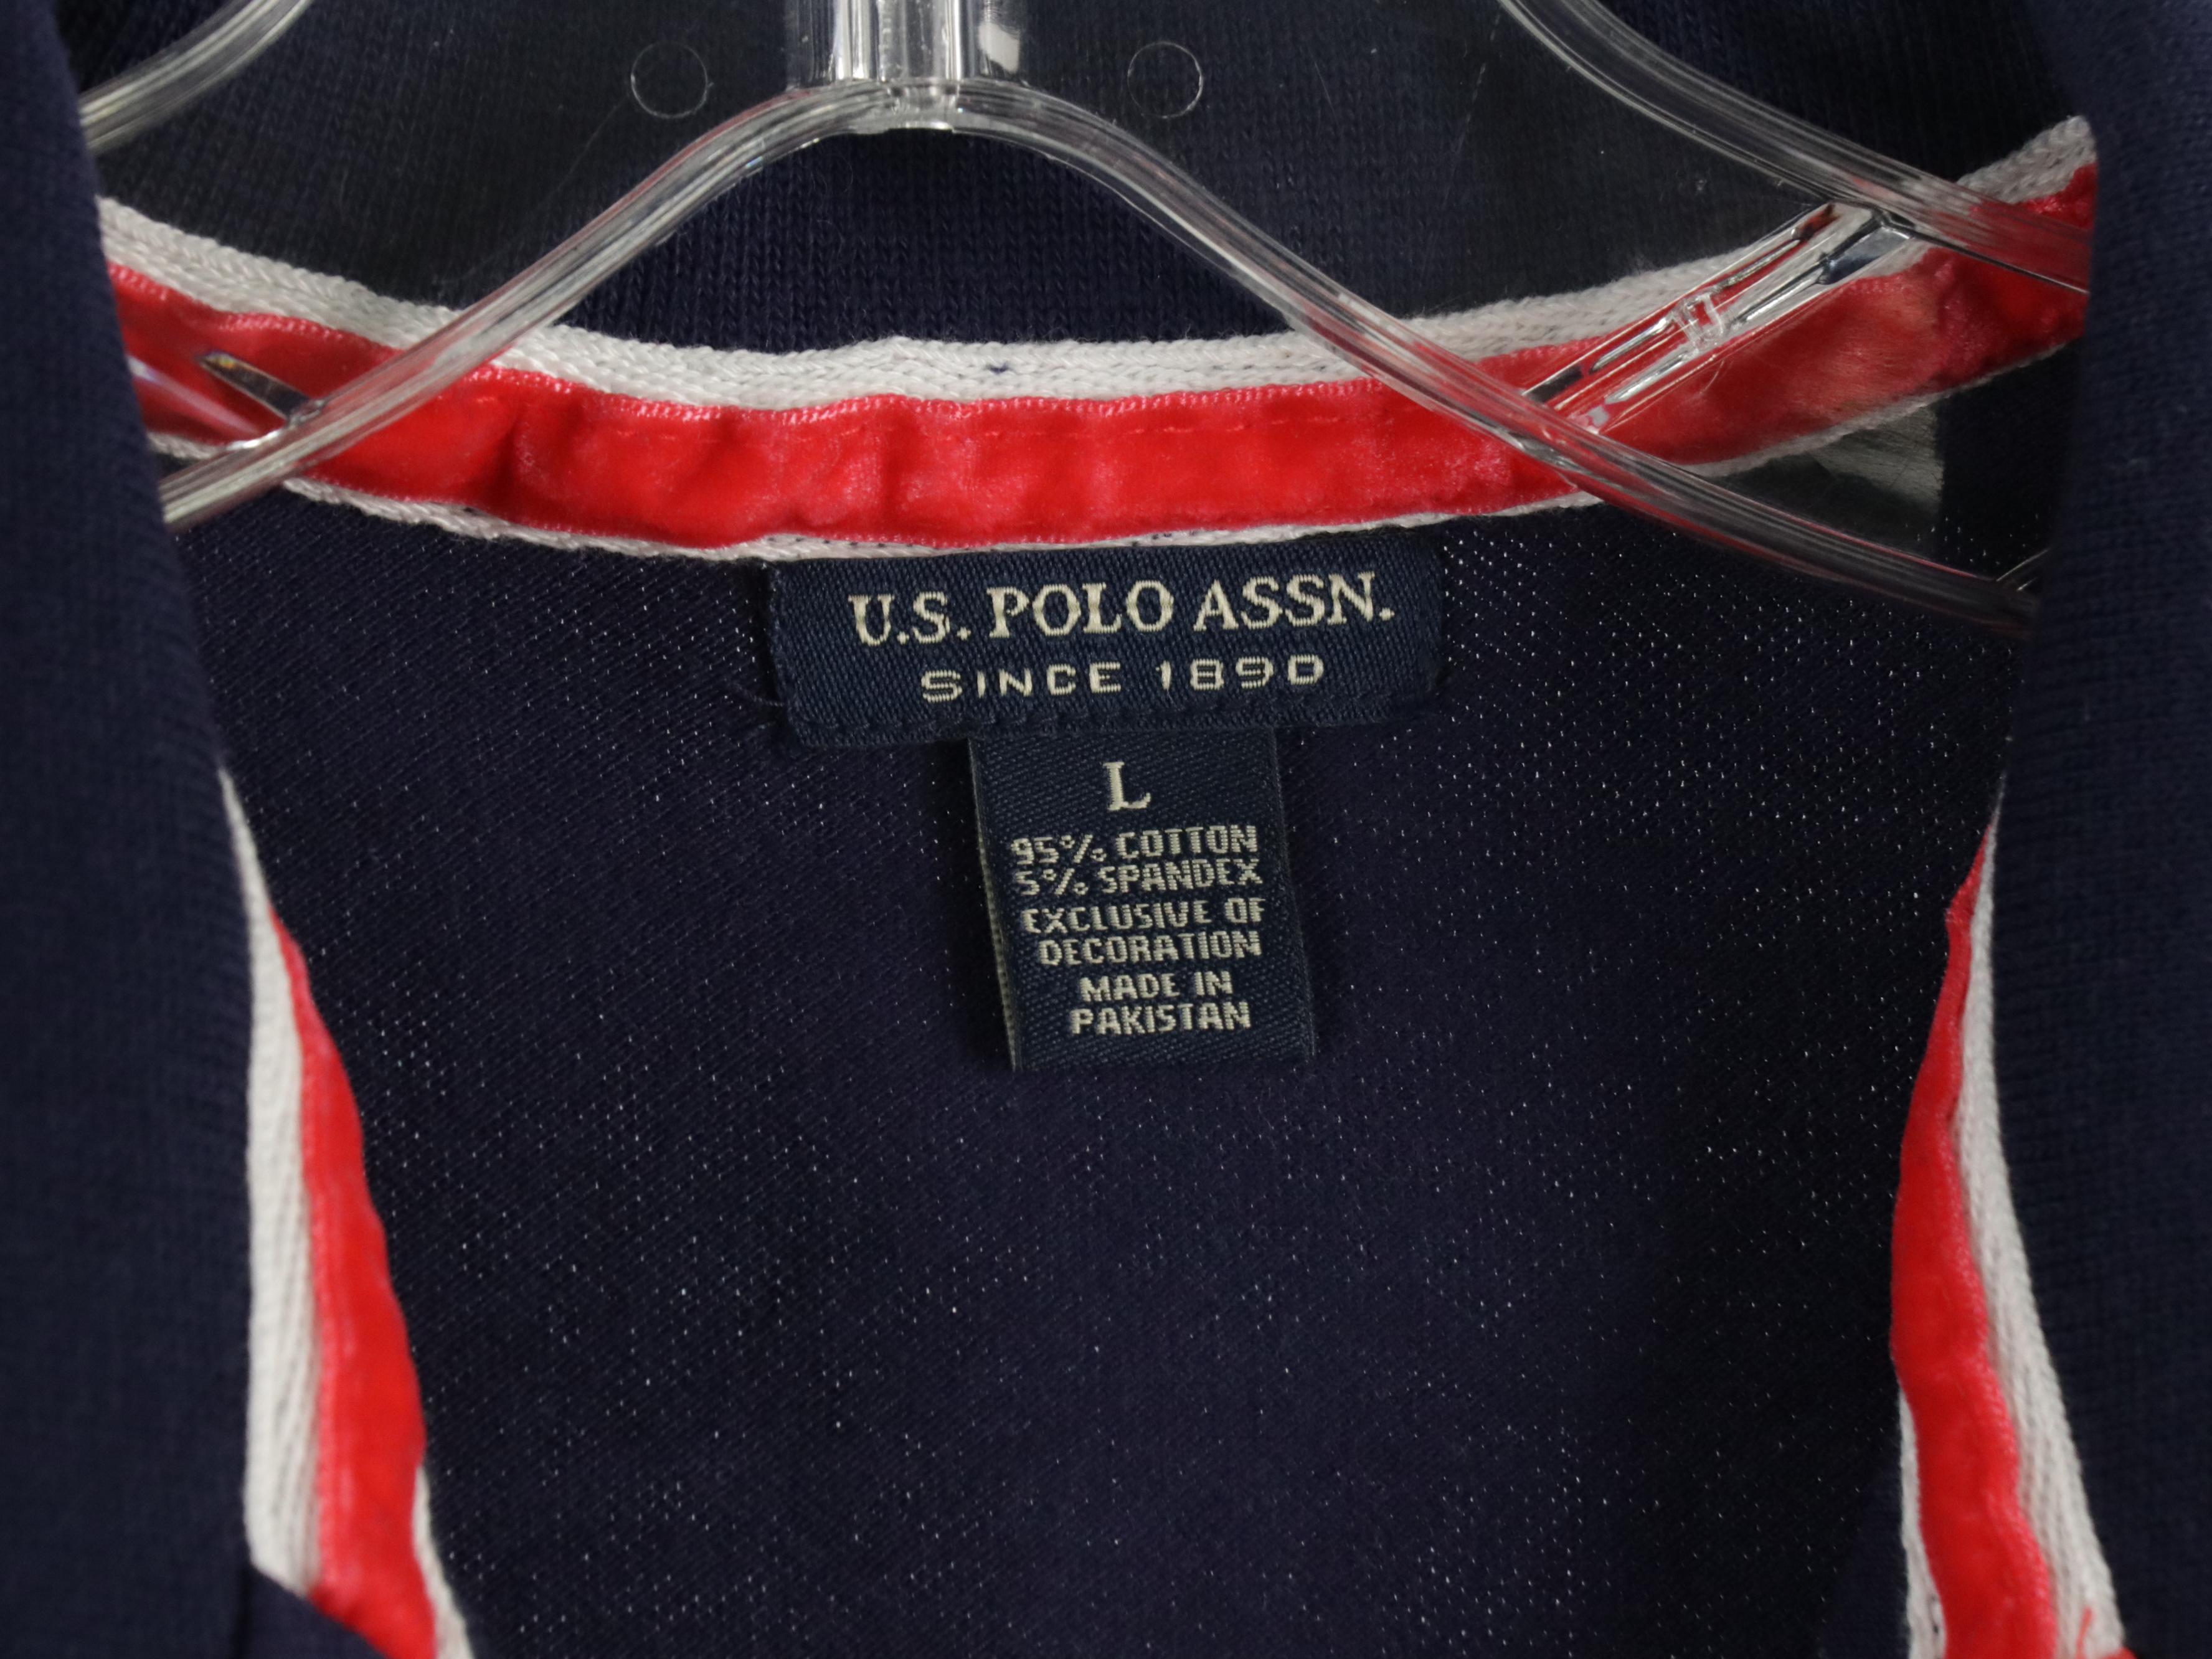 U.S. POLO ASSN.
SINCE 1890
L
95% COTTON
5% SPANDEX
EXCLUSIVE OF
DECORATION
MADE IN
PAKISTAN